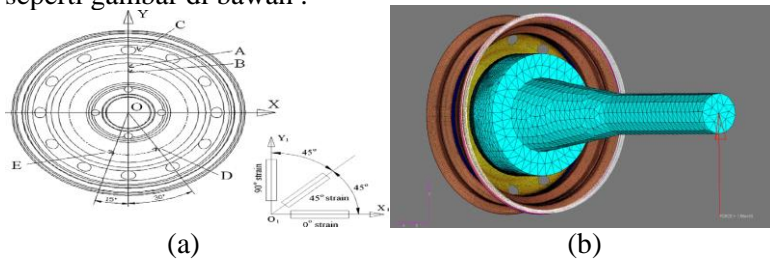 seperti gambar di bawah :
Y
C
A
B
O
X
E
D
15°
30°
Y₁
45°
45°
90° strain
45° strain
0° strain
O₁
X₁
(a)
(b)